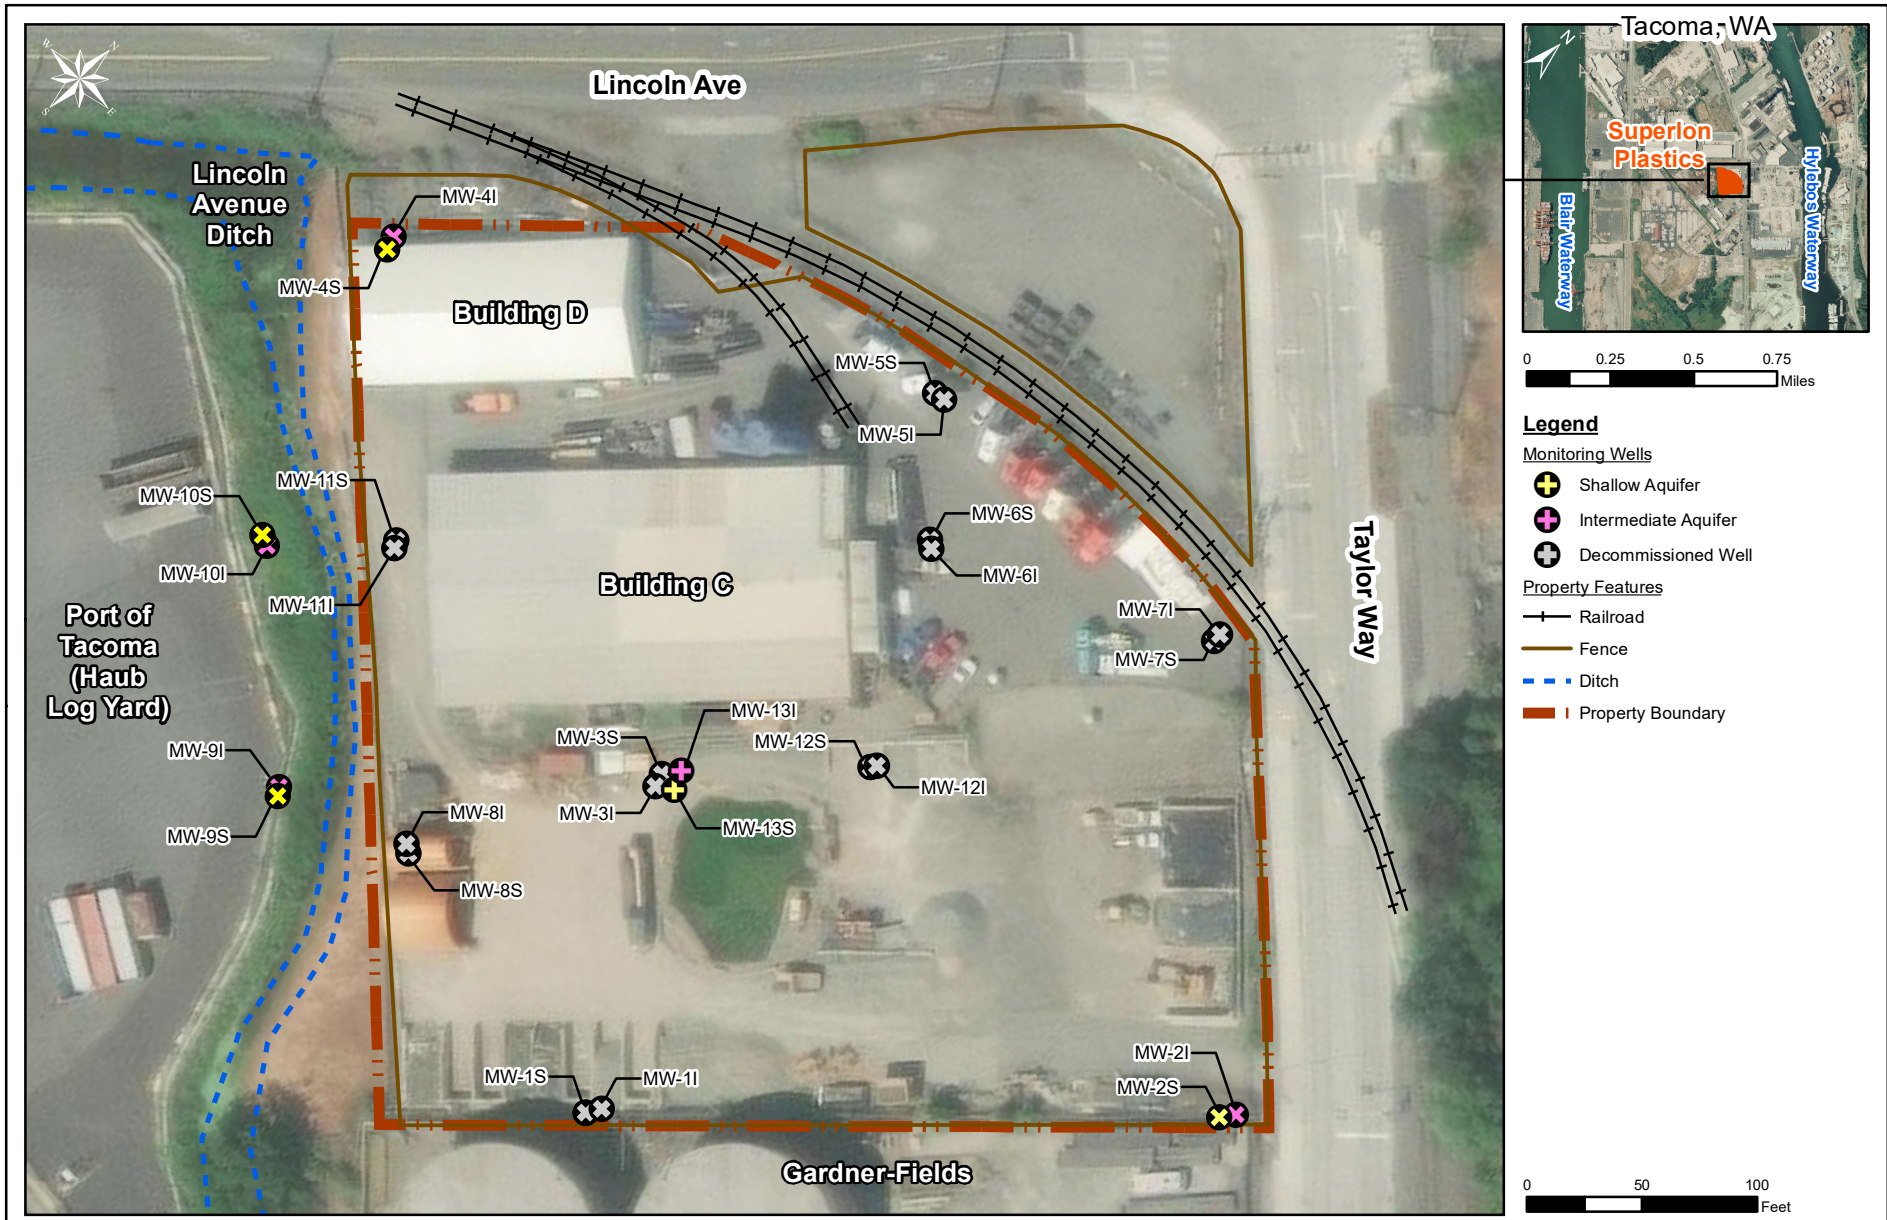 Lincoln Ave
W
N
S
E
Lincoln
Avenue
Ditch
MW-4I
MW-4S
Building D
MW-5S
MW-5I
MW-11S
MW-10S
MW-10I
MW-11I
MW-6S
MW-6I
Building C
Port of
Tacoma
(Haub
Log Yard)
MW-7I
MW-7S
Taylor Way
MW-13I
MW-3S
MW-12S
MW-9I
MW-12I
MW-3I
MW-8I
MW-13S
MW-9S
MW-8S
MW-2I
MW-1S
MW-1I
MW-2S
Gardner-Fields
Tacoma, WA
N
Superlon
Plastics
Blair Waterway
Hylebos Waterway
0 0.25 0.5 0.75
Miles
Legend
Monitoring Wells
Shallow Aquifer
Intermediate Aquifer
Decommissioned Well
Property Features
Railroad
Fence
Ditch
Property Boundary
0 50 100
Feet